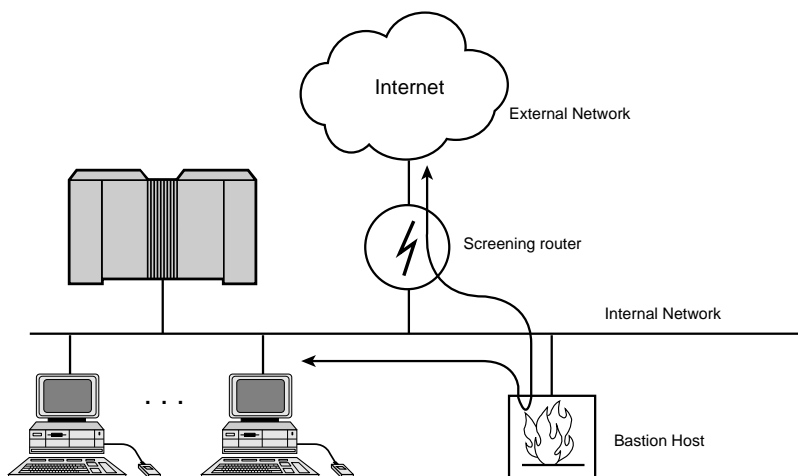 Internet
External Network
Screening router
Internal Network
. . .
Bastion Host